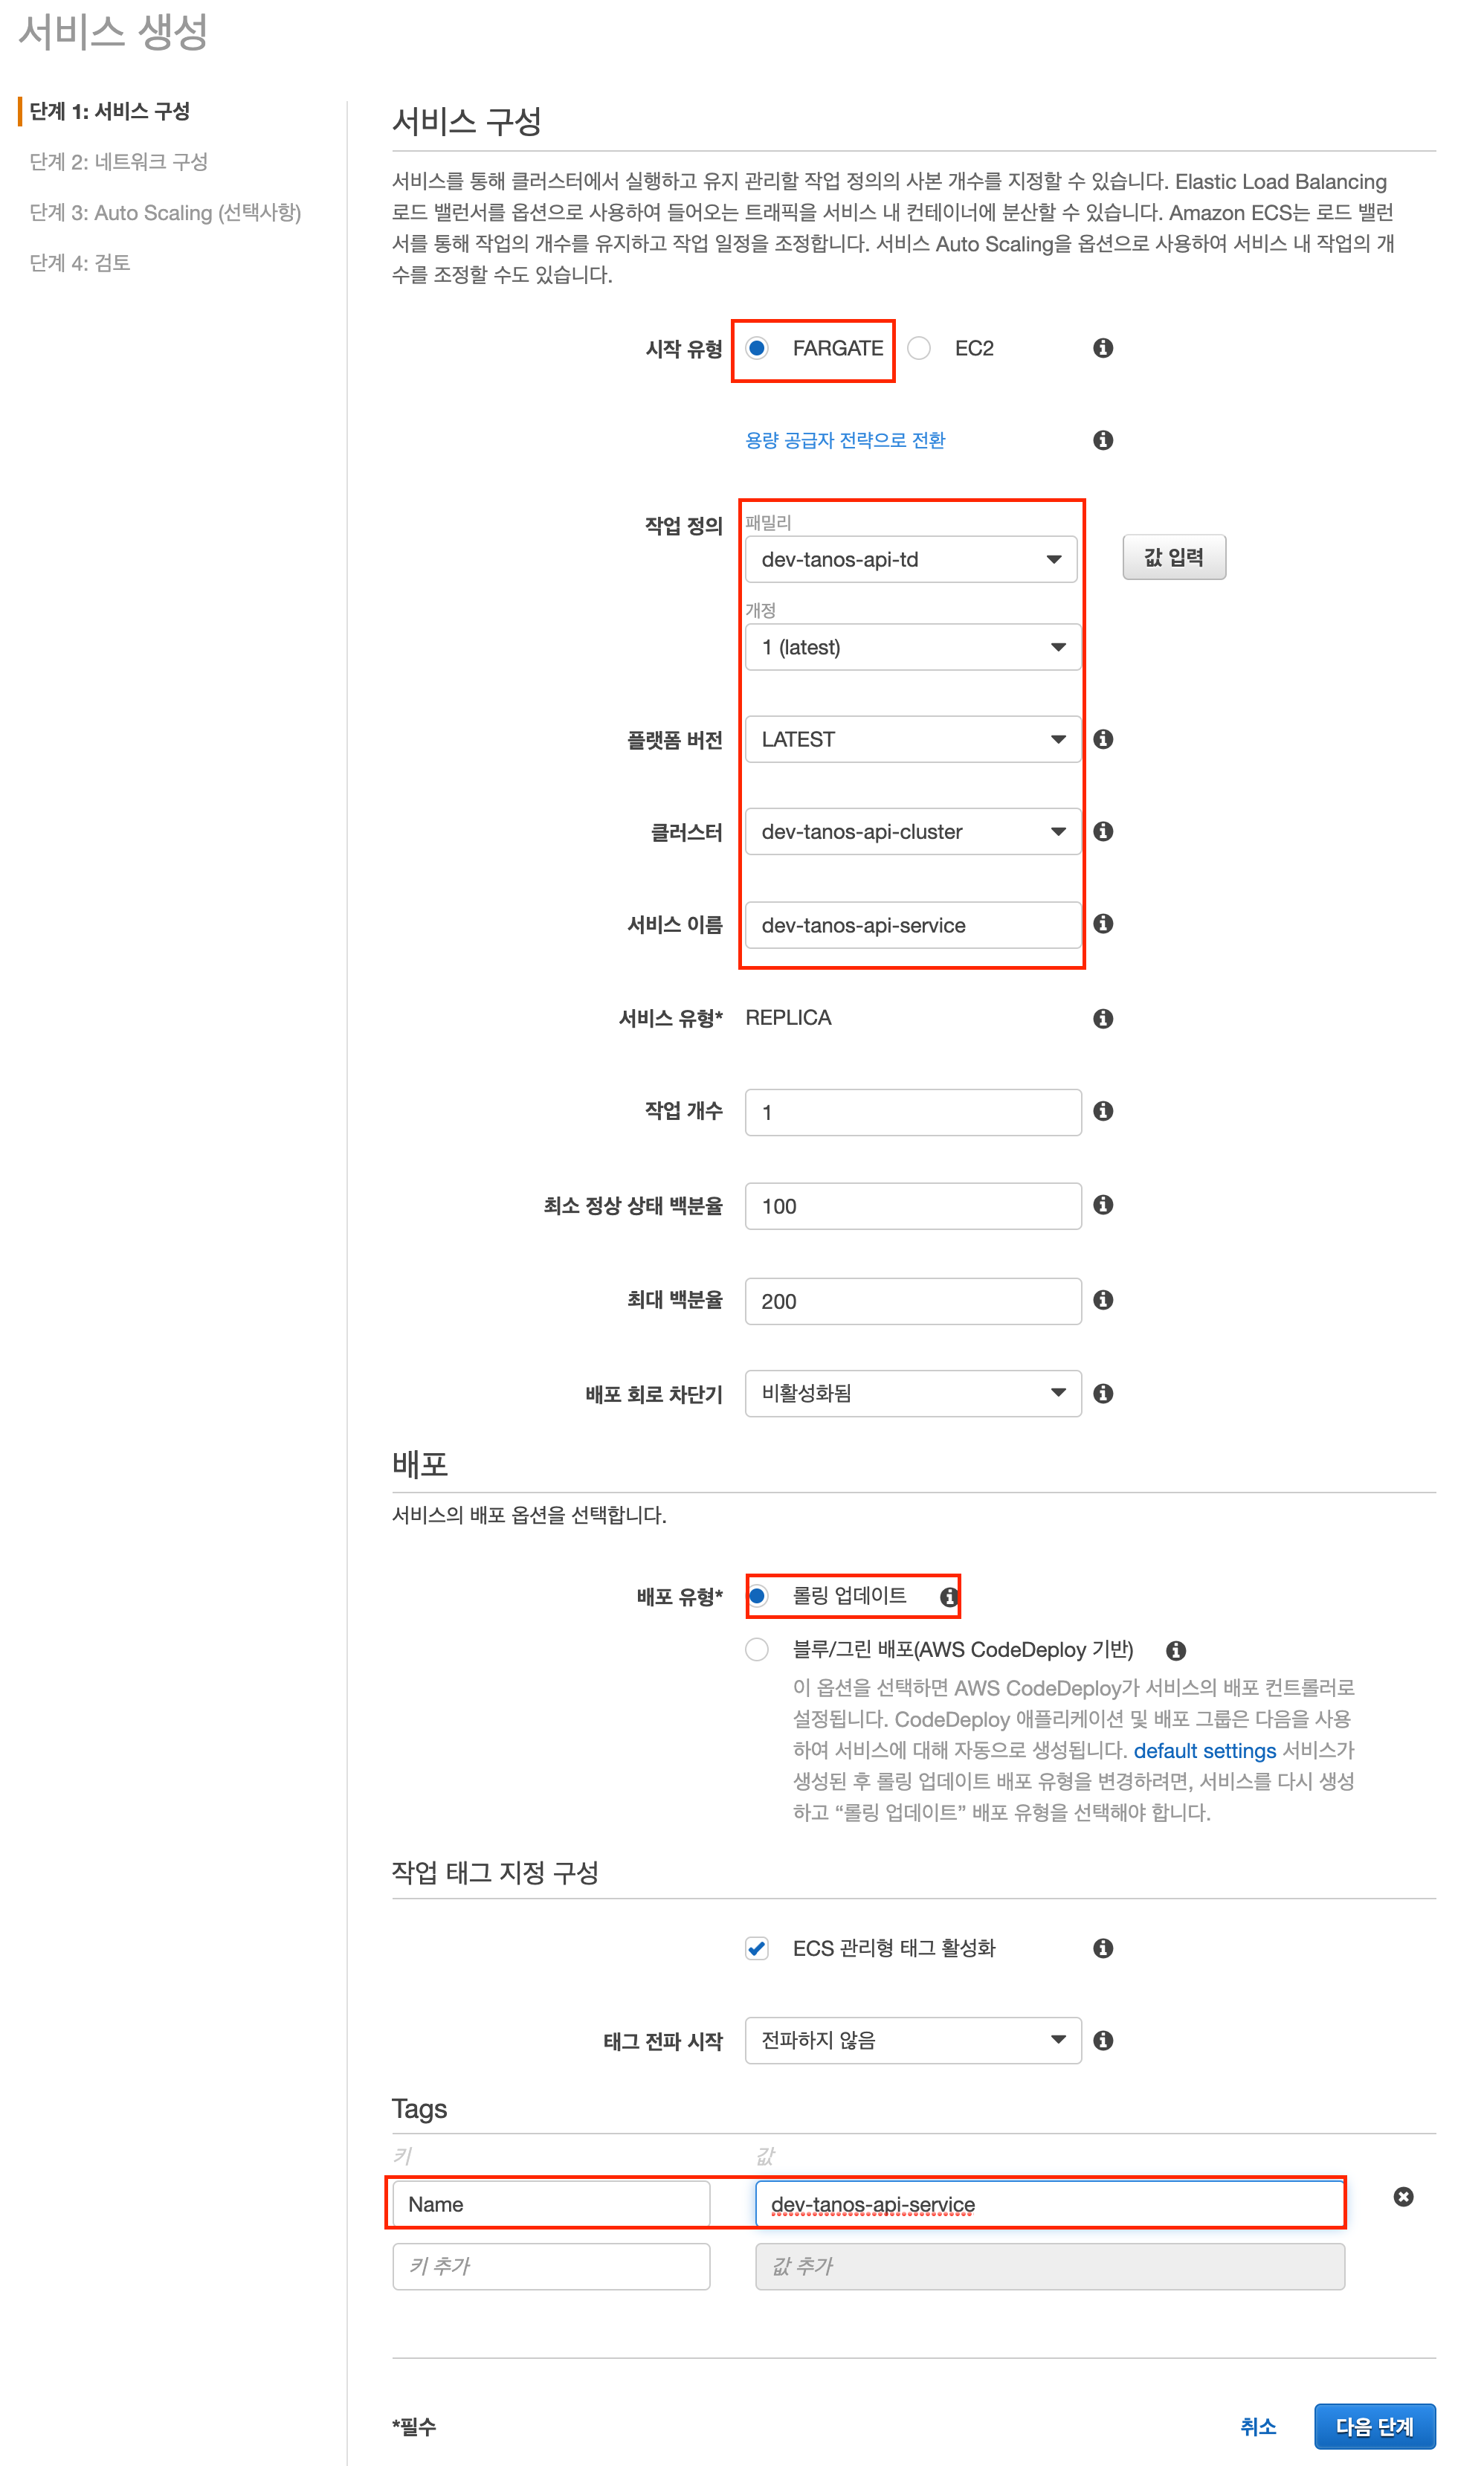 서비스 생성
단계 1: 서비스 구성
단계 2: 네트워크 구성
단계 3: Auto Scaling (선택사항)
단계 4: 검토
서비스 구성
서비스를 통해 클러스터에서 실행하고 유지 관리할 작업 정의의 사본 개수를 지정할 수 있습니다. Elastic Load Balancing
로드 밸런서를 옵션으로 사용하여 들어오는 트래픽을 서비스 내 컨테이너에 분산할 수 있습니다. Amazon ECS는 로드 밸런
서를 통해 작업의 개수를 유지하고 작업 일정을 조정합니다. 서비스 Auto Scaling을 옵션으로 사용하여 서비스 내 작업의 개
수를 조정할 수도 있습니다.
시작 유형 FARGATE EC2
용량 공급자 전략으로 전환
작업 정의 패밀리
dev-tanos-api-td 값 입력
개정
1 (latest)
플랫폼 버전 LATEST
클러스터 dev-tanos-api-cluster
서비스 이름 dev-tanos-api-service
서비스 유형* REPLICA
작업 개수 1
최소 정상 상태 백분율 100
최대 백분율 200
배포 회로 차단기 비활성화됨
배포
서비스의 배포 옵션을 선택합니다.
배포 유형* 롤링 업데이트
블루/그린 배포(AWS CodeDeploy 기반)
이 옵션을 선택하면 AWS CodeDeploy가 서비스의 배포 컨트롤러로
설정됩니다. CodeDeploy 애플리케이션 및 배포 그룹은 다음을 사용
하여 서비스에 대해 자동으로 생성됩니다. default settings 서비스가
생성된 후 롤링 업데이트 배포 유형을 변경하려면, 서비스를 다시 생성
하고 “롤링 업데이트” 배포 유형을 선택해야 합니다.
작업 태그 지정 구성
ECS 관리형 태그 활성화
태그 전파 시작 전파하지 않음
Tags
키 값
Name dev-tanos-api-service
키 추가 값 추가
*필수 취소 다음 단계